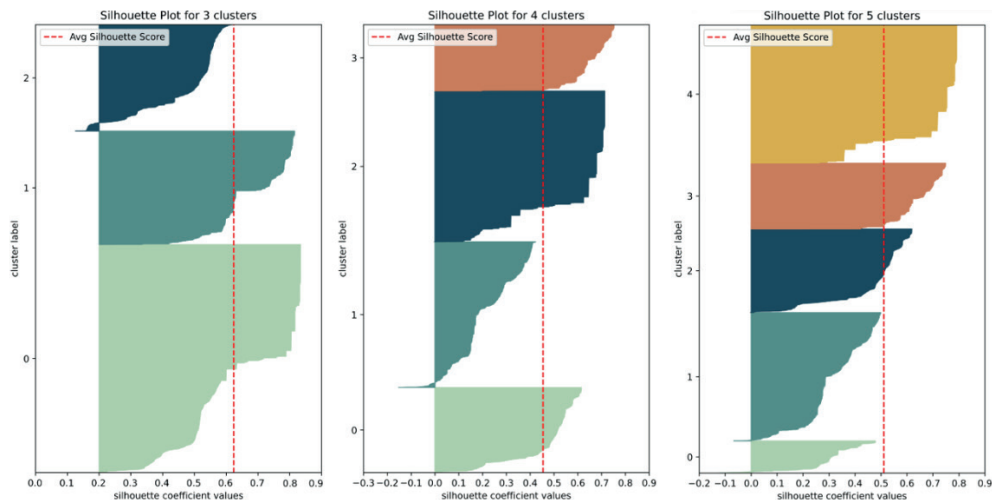 Silhouette Plot for 3 clusters
Avg Silhouette Score
2
1
0
cluster label
0.0 0.1 0.2 0.3 0.4 0.5 0.6 0.7 0.8 0.9
silhouette coefficient values
Silhouette Plot for 4 clusters
Avg Silhouette Score
3
2
1
0
cluster label
−0.3 −0.2 −0.1 0.0 0.1 0.2 0.3 0.4 0.5 0.6 0.7 0.8 0.9
silhouette coefficient values
Silhouette Plot for 5 clusters
Avg Silhouette Score
4
3
2
1
0
cluster label
−0.2 −0.1 0.0 0.1 0.2 0.3 0.4 0.5 0.6 0.7 0.8 0.9
silhouette coefficient values